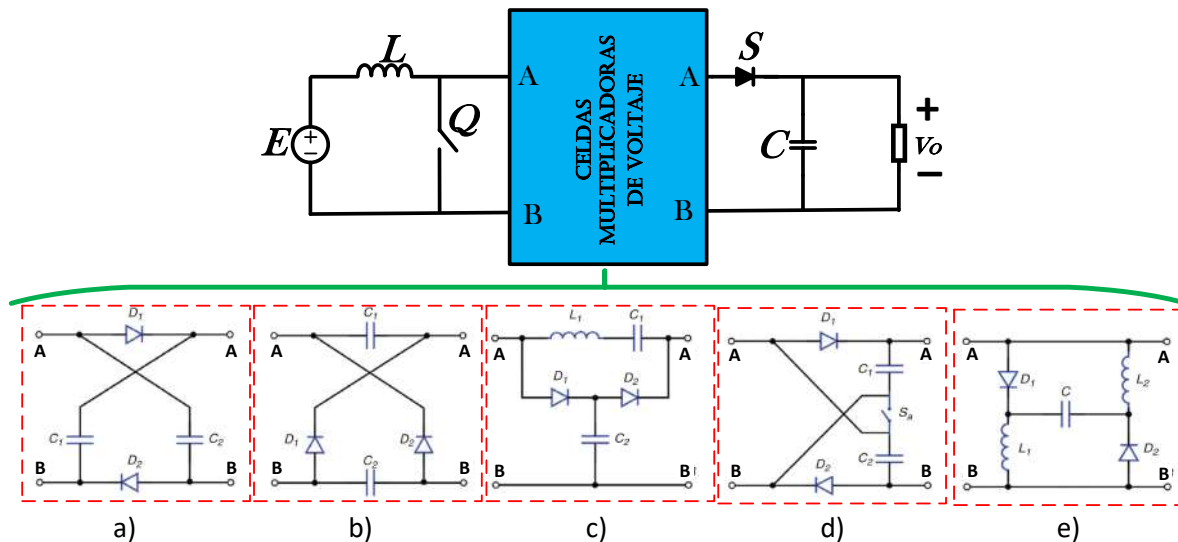 L
S
A
A
E
Q
CELDAS
MULTIPLICADORAS
DE VOLTAJE
C
+
Vo
−
B
B
D1
A
A
C1
C2
D2
B
B
C1
A
A
D1
D2
C2
B
B
L1
C1
A
A
D1
D2
C2
B
B
D1
A
A
C1
Sa
C2
D2
B
B
A
A
D1
C
L2
L1
D2
B
B
a)
b)
c)
d)
e)